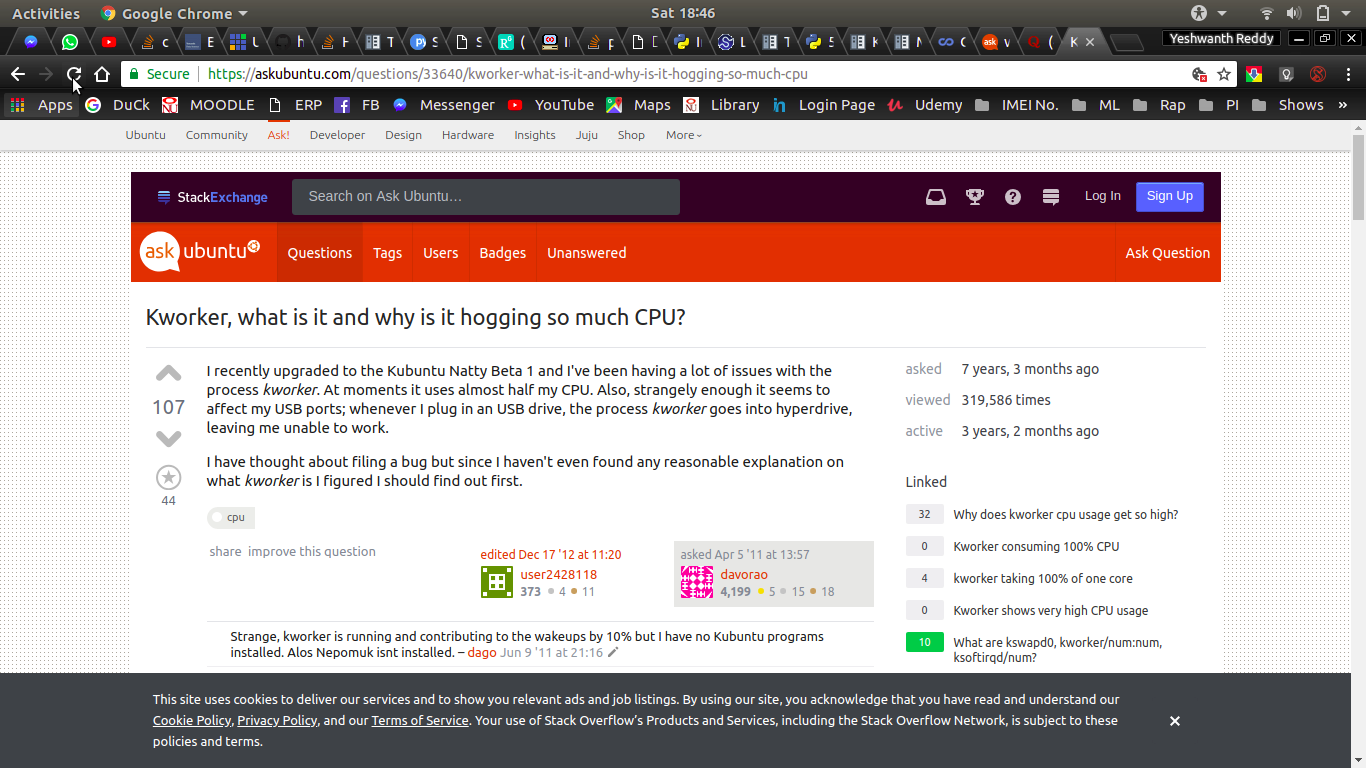 Activities Google Chrome Sat 18:46
Yeshwanth Reddy
Secure https://askubuntu.com/questions/33640/kworker-what-is-it-and-why-is-it-hogging-so-much-cpu
Apps DuCk MOODLE ERP FB Messenger YouTube Maps Library Login Page Udemy IMEI No. ML Rap PI Shows »
Ubuntu Community Ask! Developer Design Hardware Insights Juju Shop More
StackExchange Search on Ask Ubuntu… Log In Sign Up
ask ubuntu Questions Tags Users Badges Unanswered Ask Question
Kworker, what is it and why is it hogging so much CPU?
107
44
I recently upgraded to the Kubuntu Natty Beta 1 and I've been having a lot of issues with the
process kworker. At moments it uses almost half my CPU. Also, strangely enough it seems to
affect my USB ports; whenever I plug in an USB drive, the process kworker goes into hyperdrive,
leaving me unable to work.
I have thought about filing a bug but since I haven't even found any reasonable explanation on
what kworker is I figured I should find out first.
cpu
share improve this question
edited Dec 17 '12 at 11:20
user2428118
373 4 11
asked Apr 5 '11 at 13:57
davorao
4,199 5 15 18
Strange, kworker is running and contributing to the wakeups by 10% but I have no Kubuntu programs
installed. Alos Nepomuk isnt installed. – dago Jun 9 '11 at 21:16
asked 7 years, 3 months ago
viewed 319,586 times
active 3 years, 2 months ago
Linked
32 Why does kworker cpu usage get so high?
0 Kworker consuming 100% CPU
4 kworker taking 100% of one core
0 Kworker shows very high CPU usage
10 What are kswapd0, kworker/num:num,
ksoftirqd/num?
This site uses cookies to deliver our services and to show you relevant ads and job listings. By using our site, you acknowledge that you have read and understand our
Cookie Policy, Privacy Policy, and our Terms of Service. Your use of Stack Overflow's Products and Services, including the Stack Overflow Network, is subject to these
policies and terms.